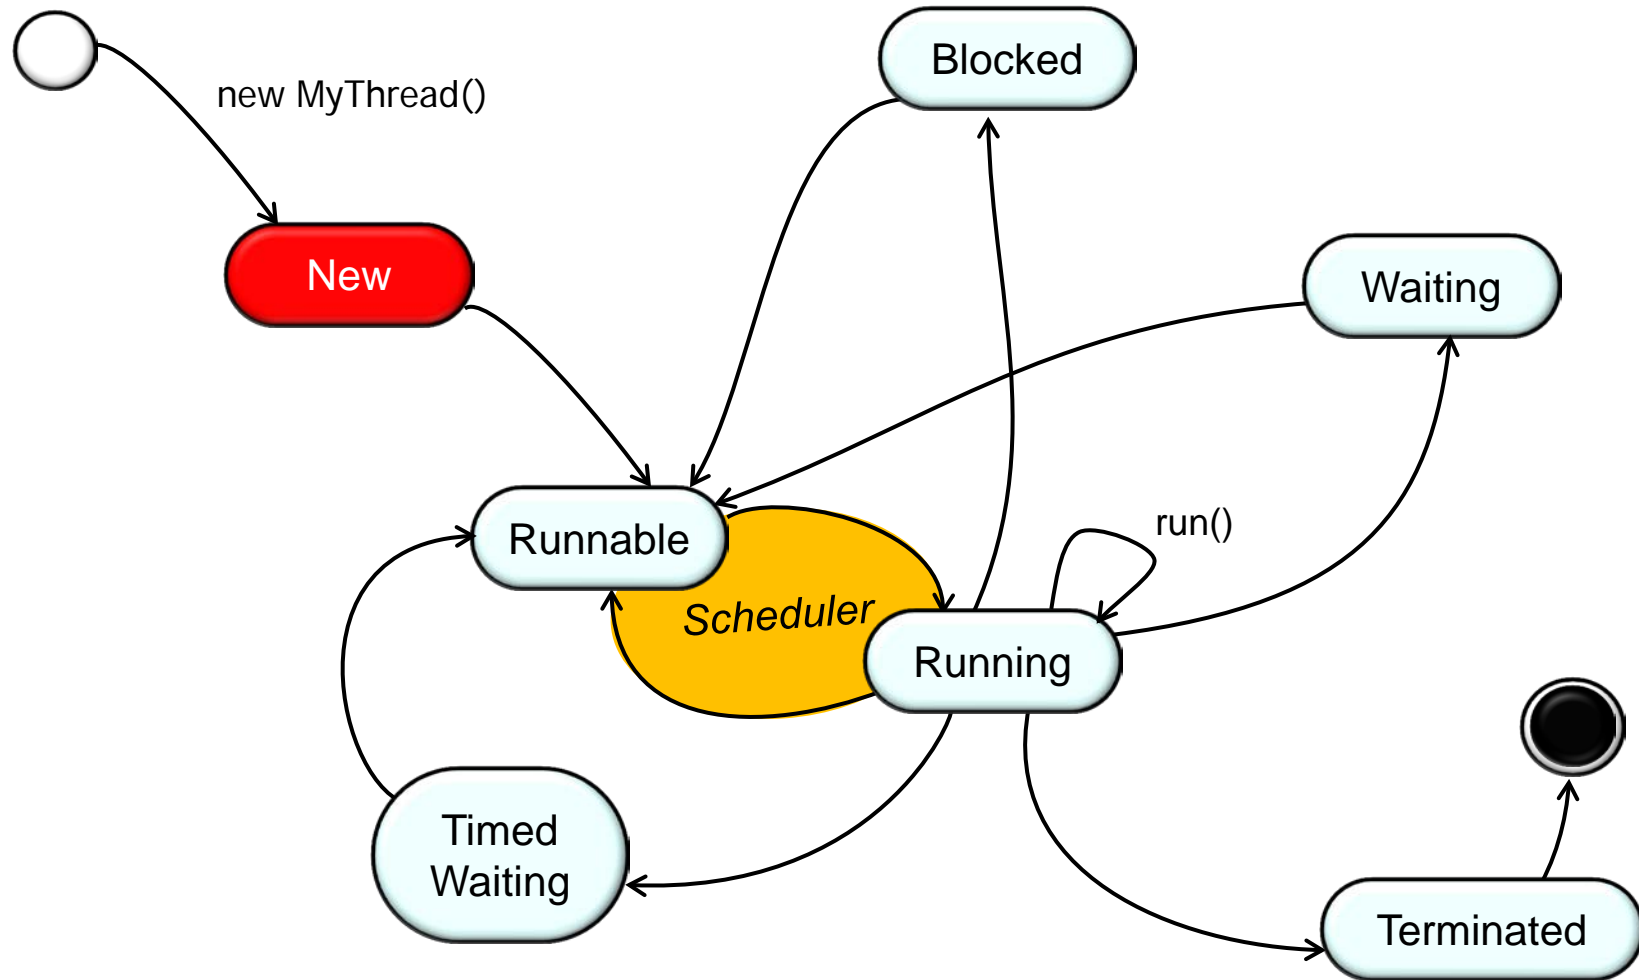 Blocked
new MyThread()
New
Waiting
run()
Runnable
Scheduler
Running
Timed
Waiting
Terminated